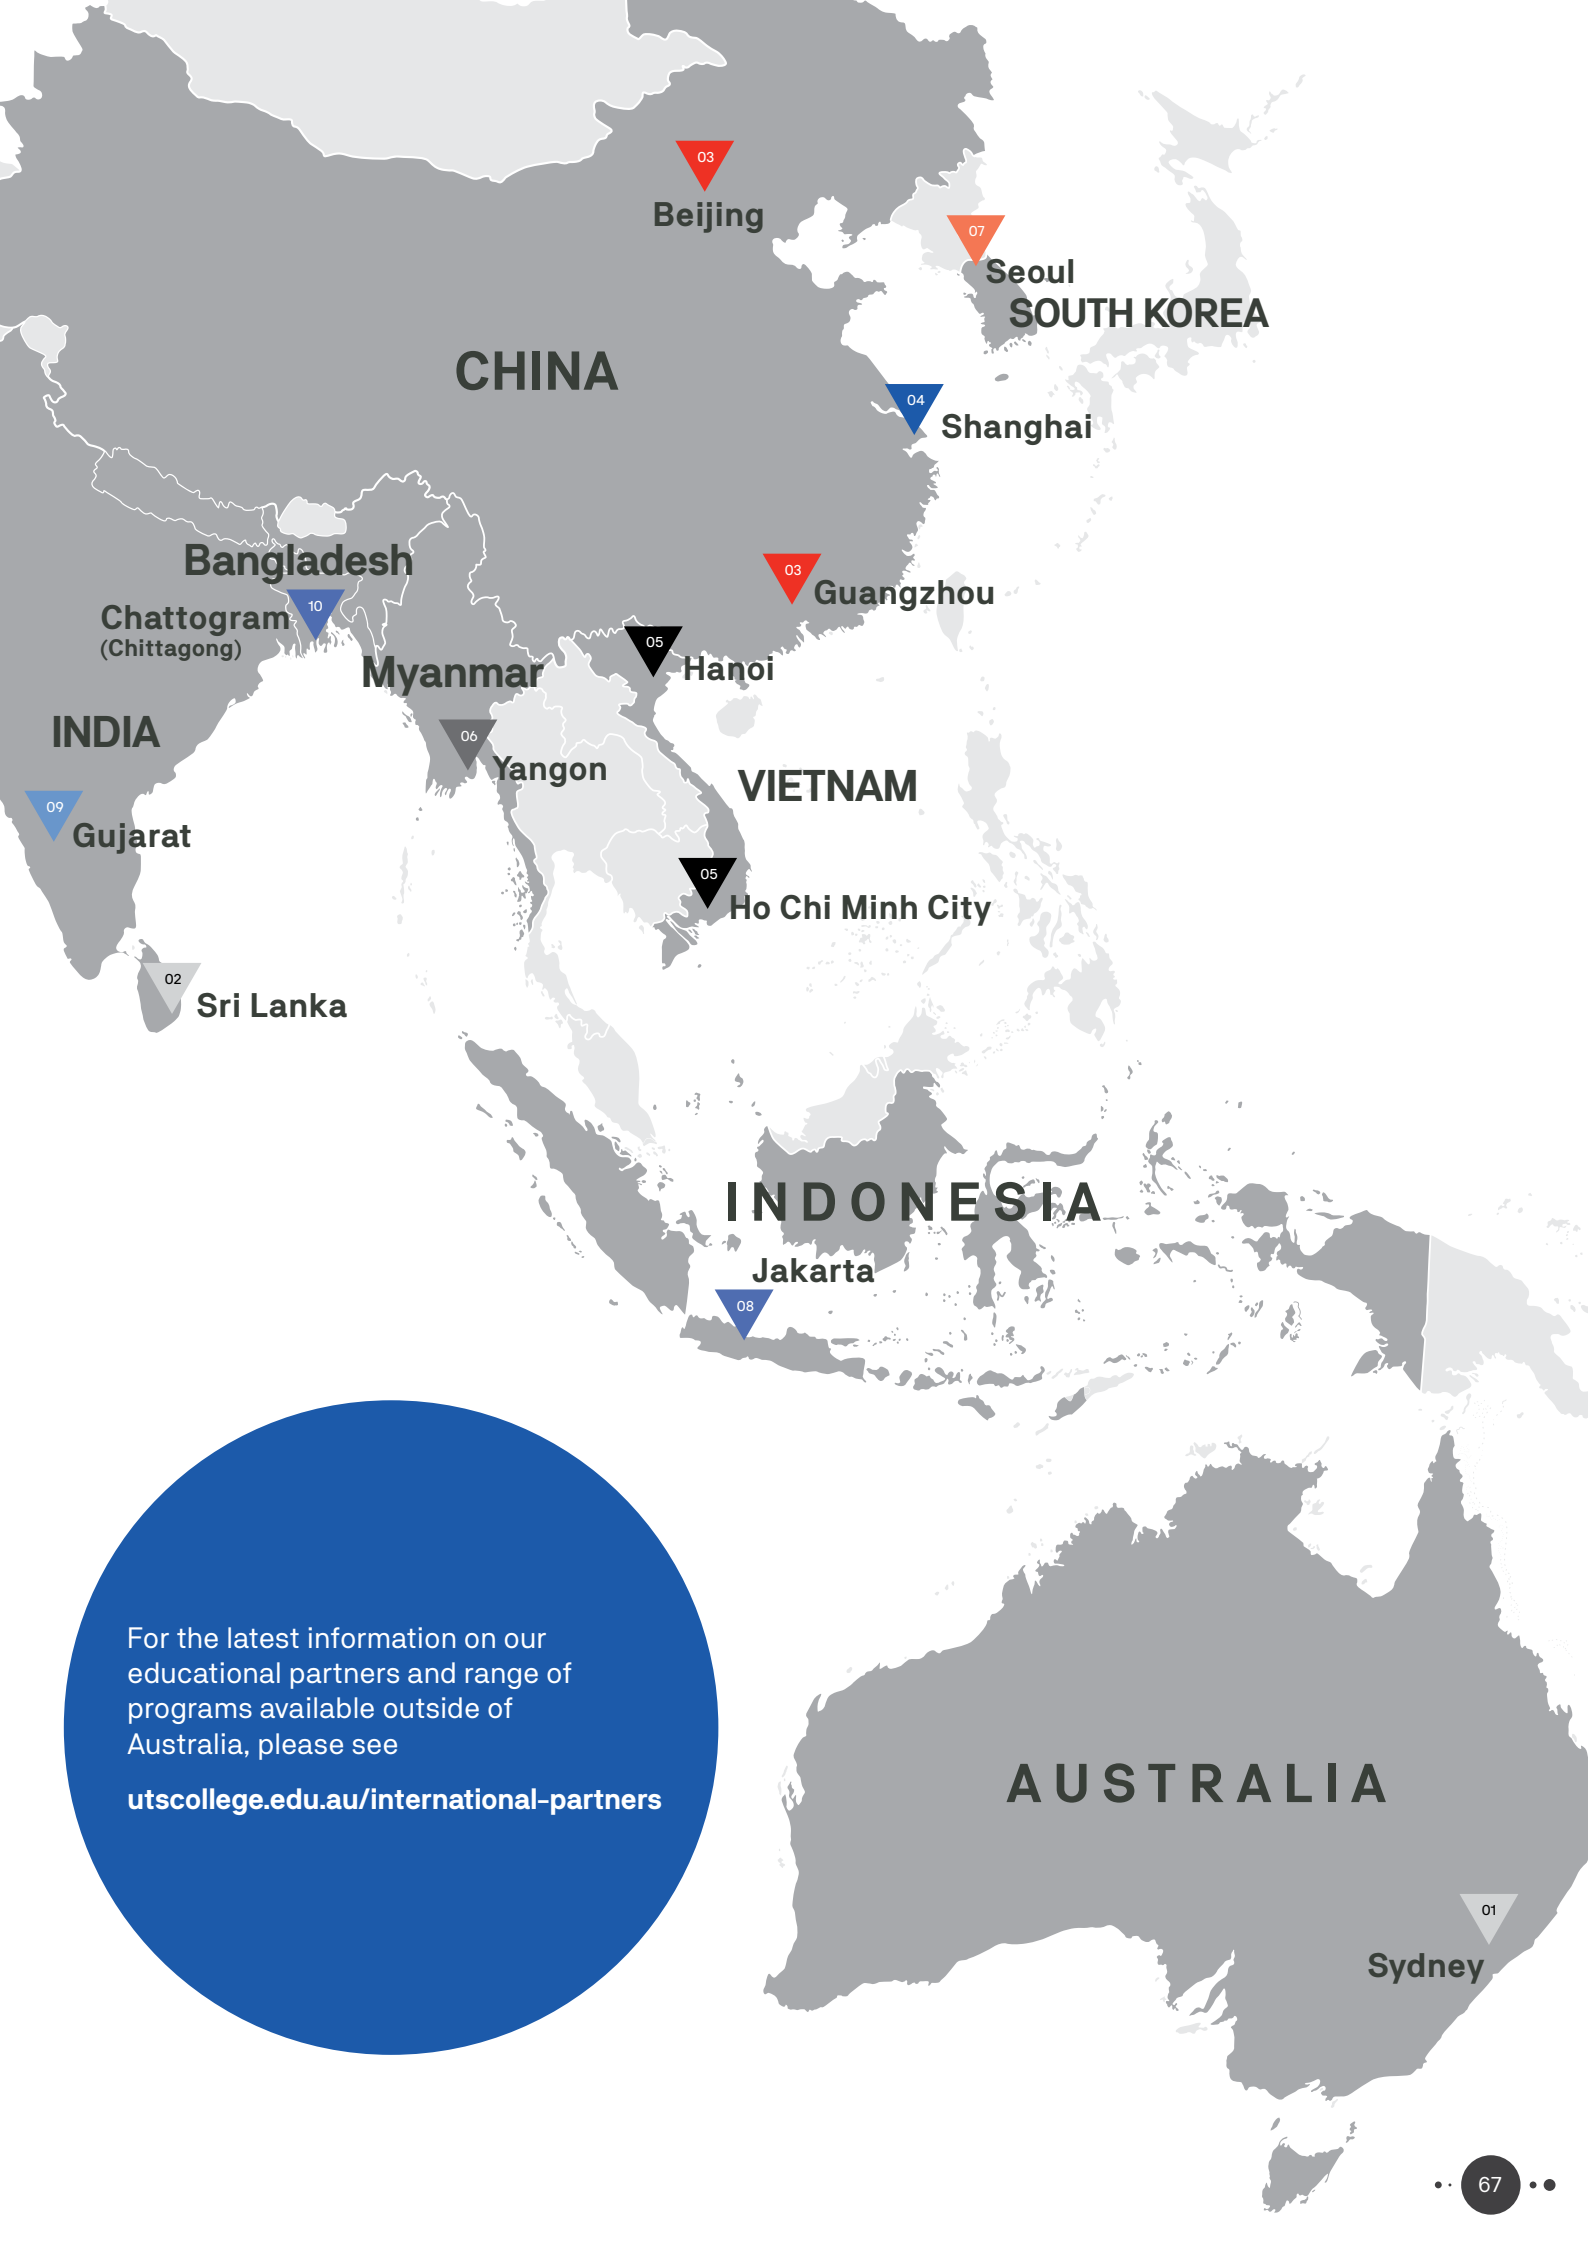 03
Beijing
07
Seoul
SOUTH KOREA
CHINA
04
Shanghai
Bangladesh
03
Guangzhou
10
Chattogram
(Chittagong)
05
Hanoi
Myanmar
INDIA
06
Yangon
VIETNAM
09
Gujarat
05
Ho Chi Minh City
02
Sri Lanka
INDONESIA
Jakarta
08
For the latest information on our
educational partners and range of
programs available outside of
Australia, please see
utscollege.edu.au/international-partners
AUSTRALIA
01
Sydney
67